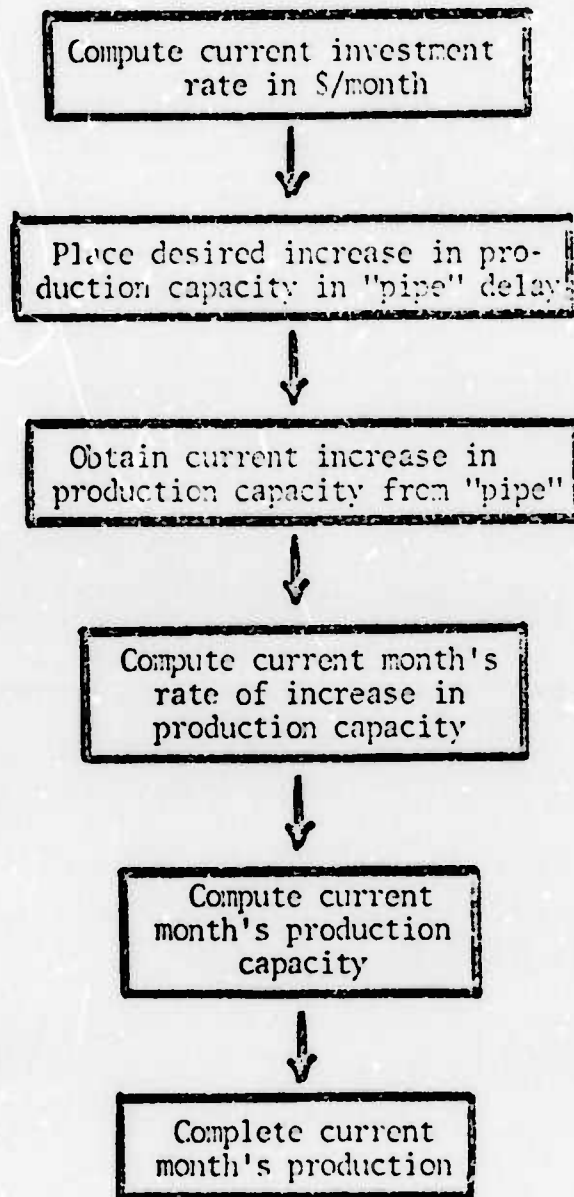 Compute current investment
rate in $/month
Place desired increase in pro-
duction capacity in "pipe" delay
Obtain current increase in
production capacity from "pipe"
Compute current month's
rate of increase in
production capacity
Compute current
month's production
capacity
Complete current
month's production